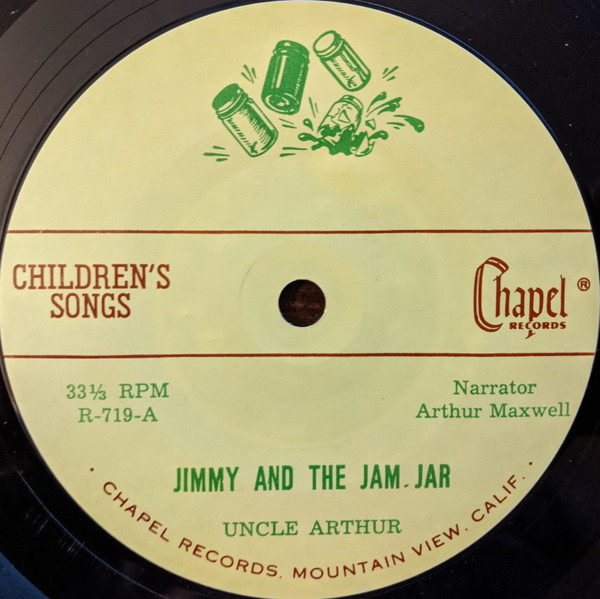 CHILDREN'S
SONGS
Chapel ®
RECORDS
33⅓ RPM
R-719-A
Narrator
Arthur Maxwell
JIMMY AND THE JAM JAR
UNCLE ARTHUR
• CHAPEL RECORDS. MOUNTAIN VIEW. CALIF. •